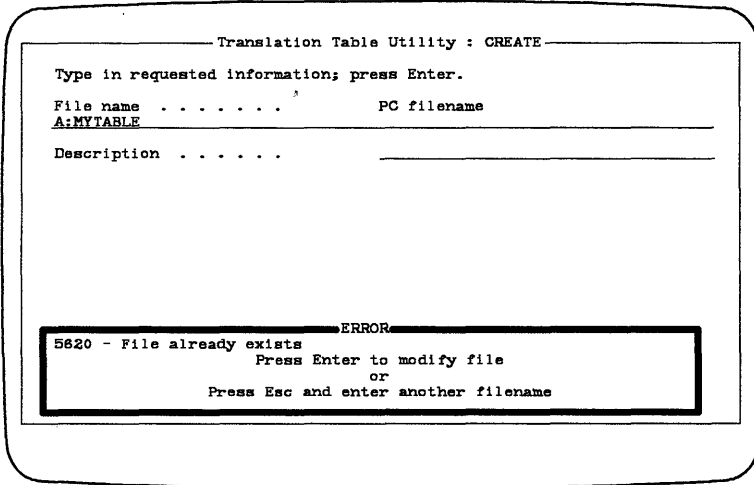 Translation Table Utility : CREATE
Type in requested information; press Enter.
File name . . . . . . . PC filename
A:MYTABLE
Description . . . . . .
ERROR
5620 - File already exists
Press Enter to modify file
or
Press Esc and enter another filename